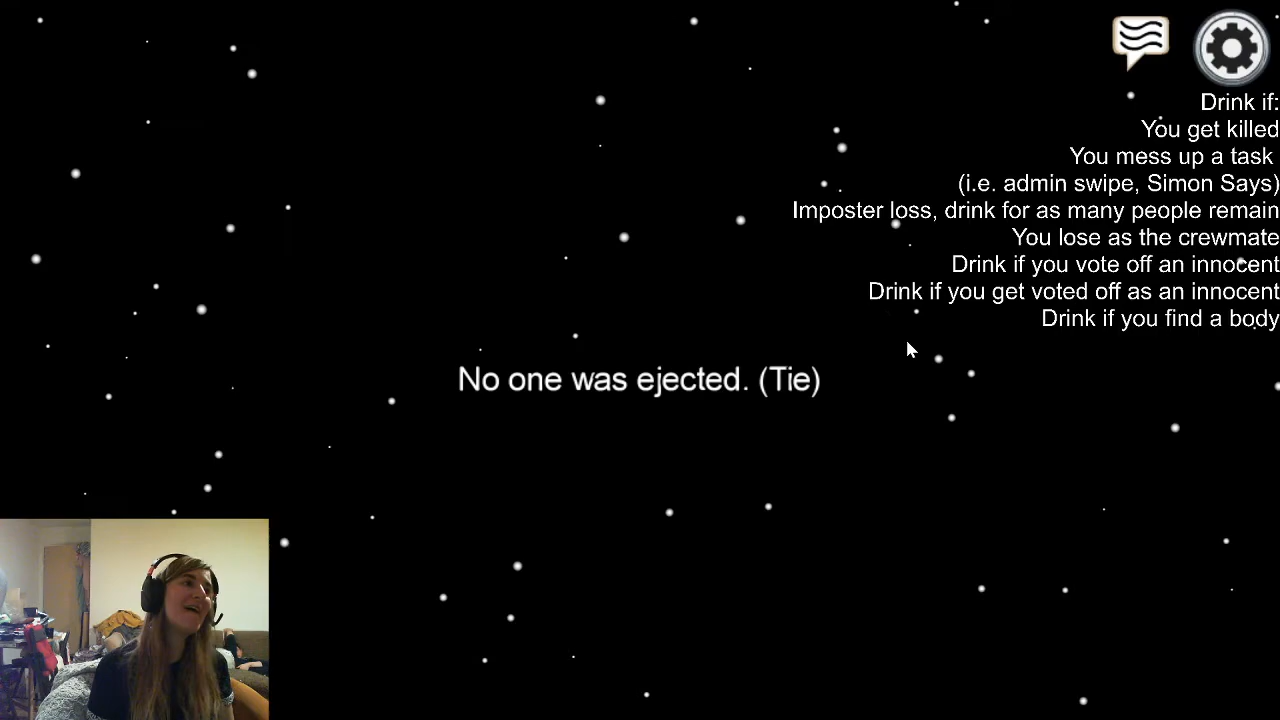 Drink if:
You get killed
You mess up a task
(i.e. admin swipe, Simon Says)
Imposter loss, drink for as many people remain
You lose as the crewmate
Drink if you vote off an innocent
Drink if you get voted off as an innocent
Drink if you find a body
No one was ejected. (Tie)